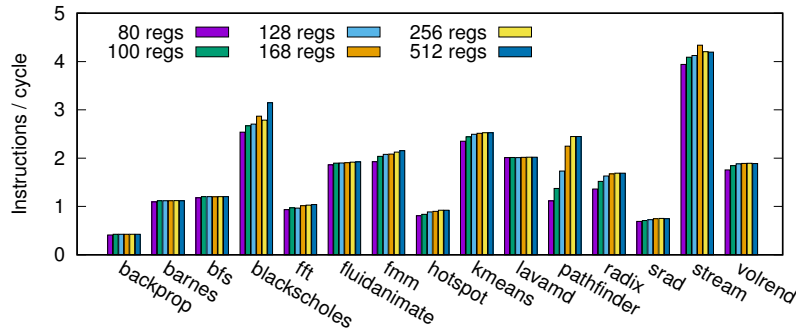 Instructions / cycle
5
4
3
2
1
0
80 regs 128 regs 256 regs
100 regs 168 regs 512 regs
backprop
barnes
bfs
blackscholes
fft
fluidanimate
fmm
hotspot
kmeans
lavamd
pathfinder
radix
srad
stream
volrend